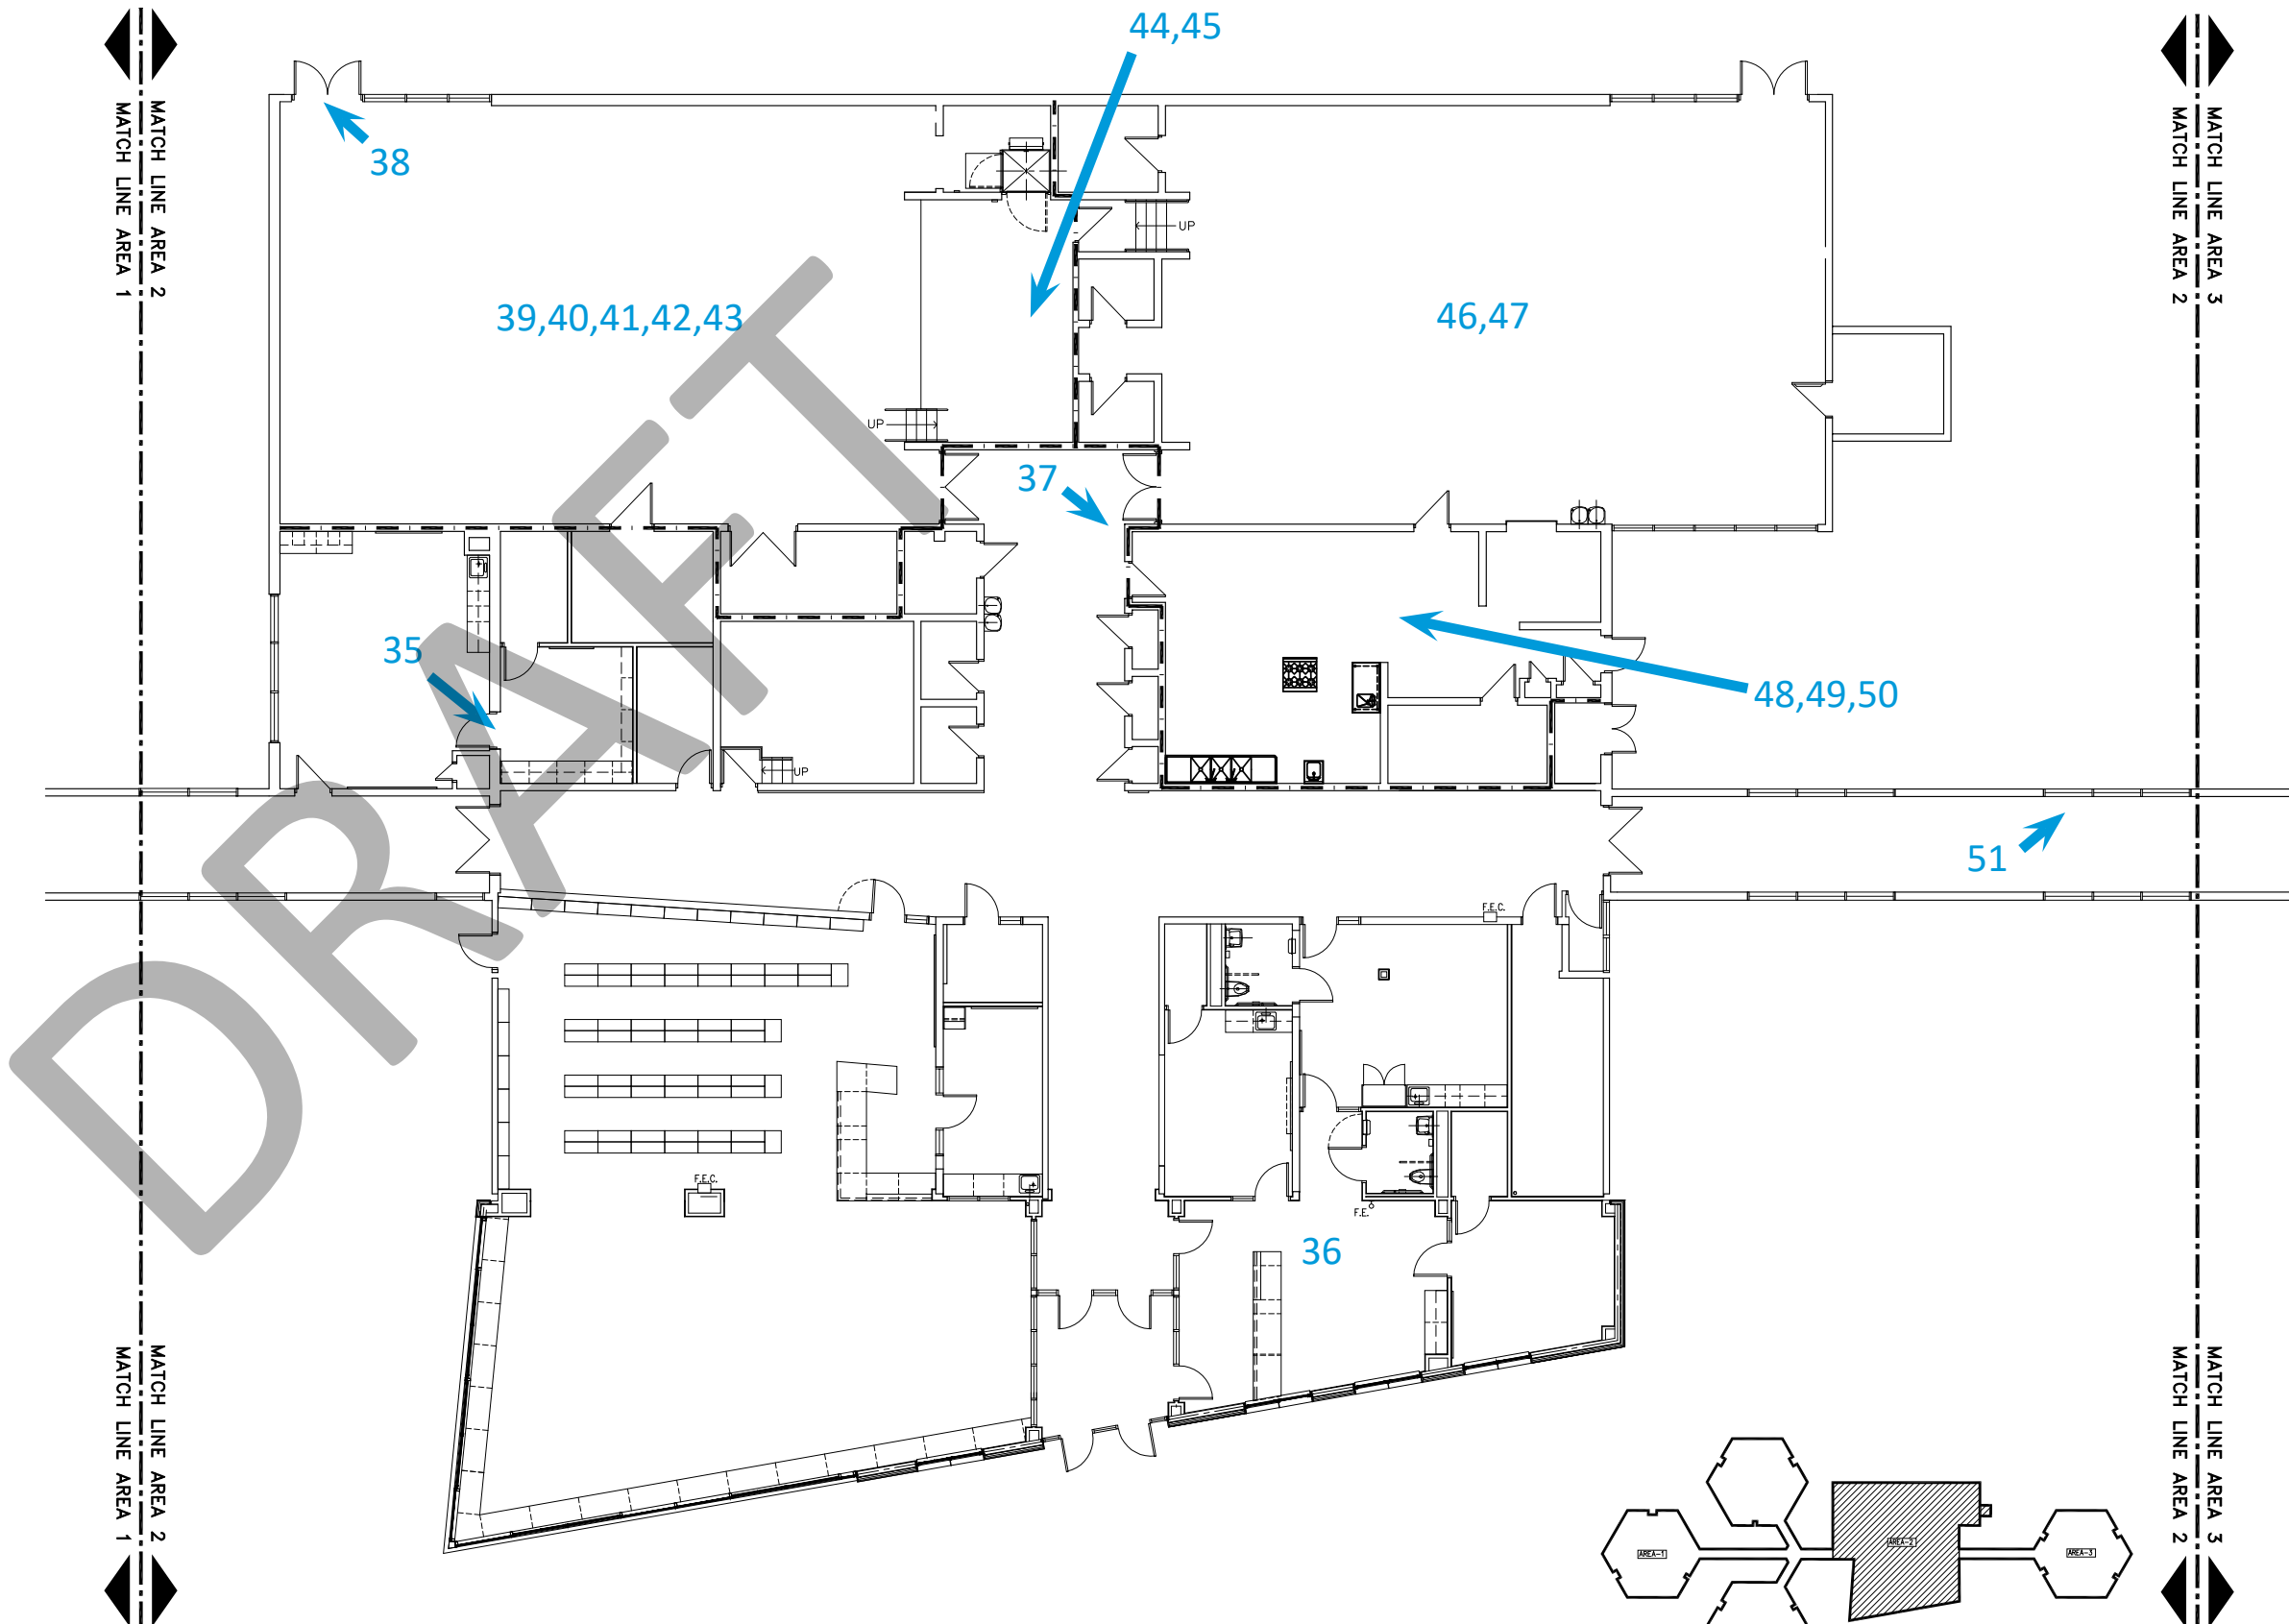 44,45
MATCH LINE AREA 2
MATCH LINE AREA 1
MATCH LINE AREA 3
MATCH LINE AREA 2
38
UP
39,40,41,42,43
46,47
UP
37
35
48,49,50
UP
51
DRAFT
F.E.C.
F.E.C.
F.E.
36
MATCH LINE AREA 2
MATCH LINE AREA 1
MATCH LINE AREA 3
MATCH LINE AREA 2
AREA-1
AREA-2
AREA-3